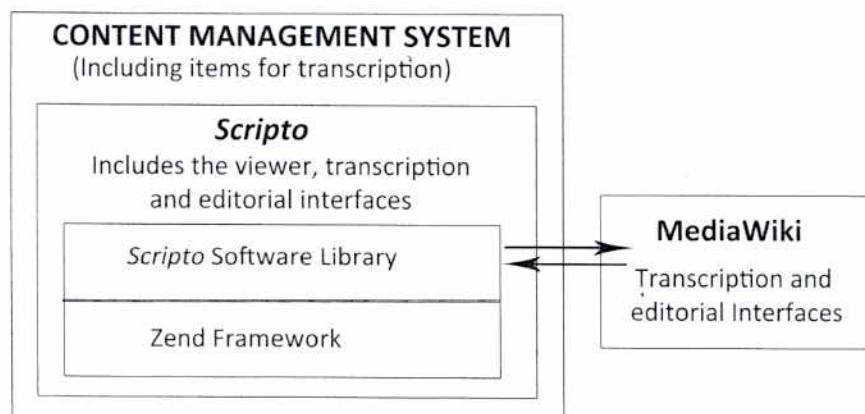 CONTENT MANAGEMENT SYSTEM
(Including items for transcription)
Scripto
Includes the viewer, transcription
and editorial interfaces
Scripto Software Library
Zend Framework
MediaWiki
Transcription and
editorial Interfaces